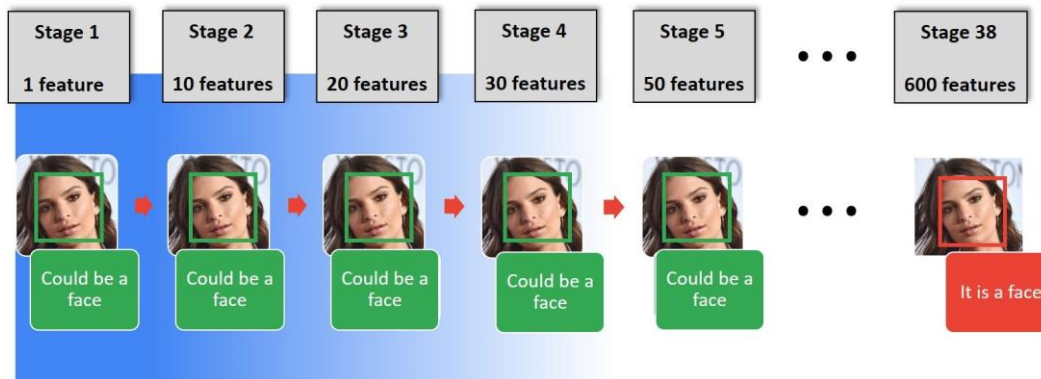 Stage 1
1 feature
Stage 2
10 features
Stage 3
20 features
Stage 4
30 features
Stage 5
50 features
• • •
Stage 38
600 features
Could be a
face
Could be a
face
Could be a
face
Could be a
face
Could be a
face
• • •
It is a face